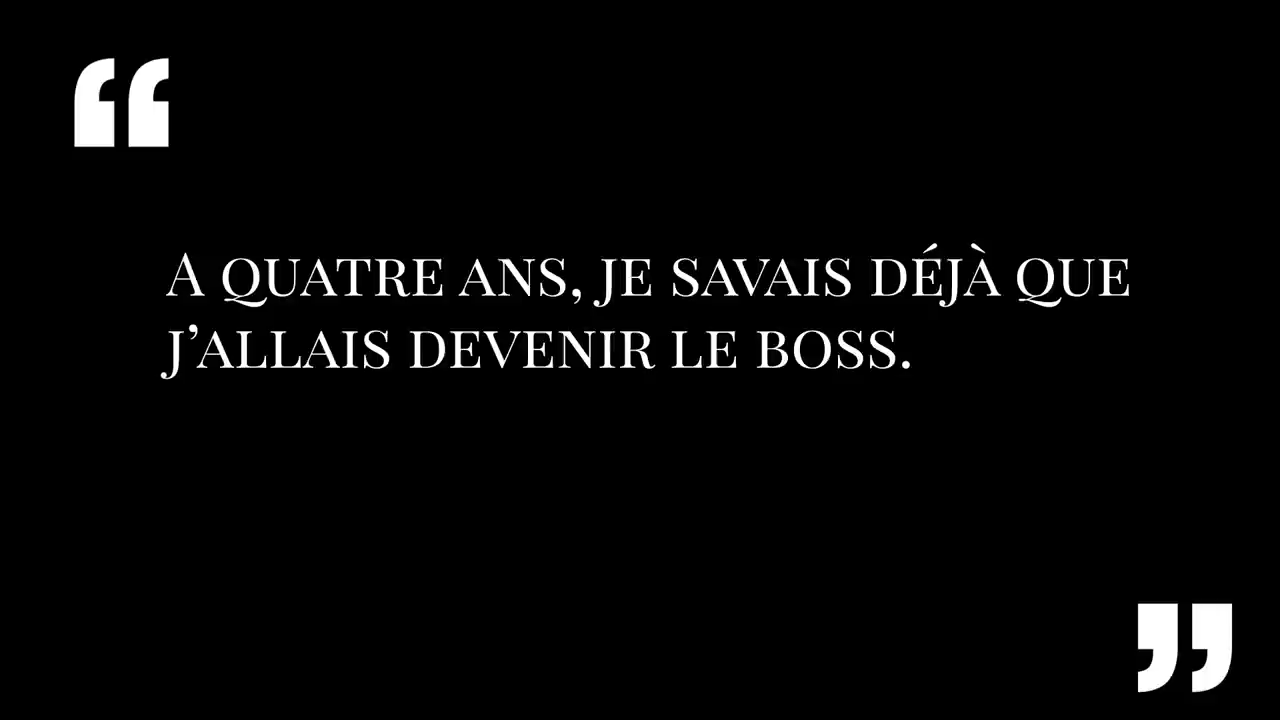 “
A QUATRE ANS, JE SAVAIS DÉJÀ QUE
J’ALLAIS DEVENIR LE BOSS.
”